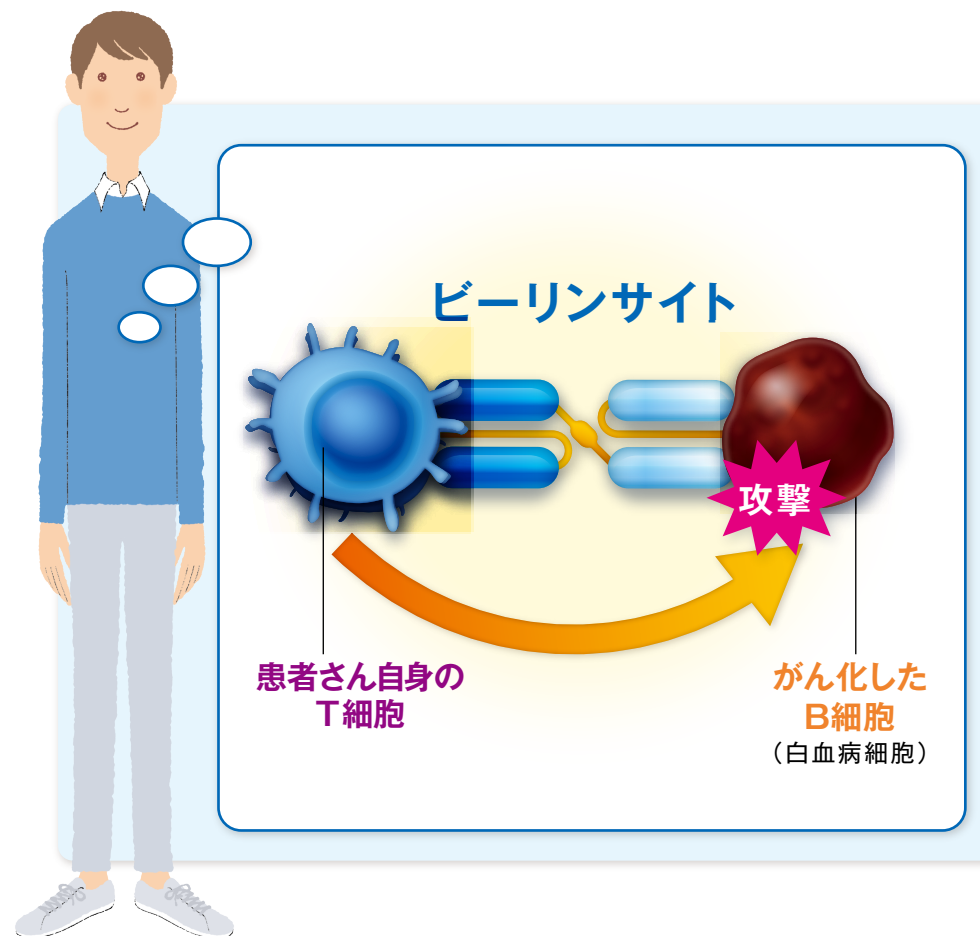 ビーリンサイト
攻撃
患者さん自身の
T細胞
がん化した
B細胞
（白血病細胞）